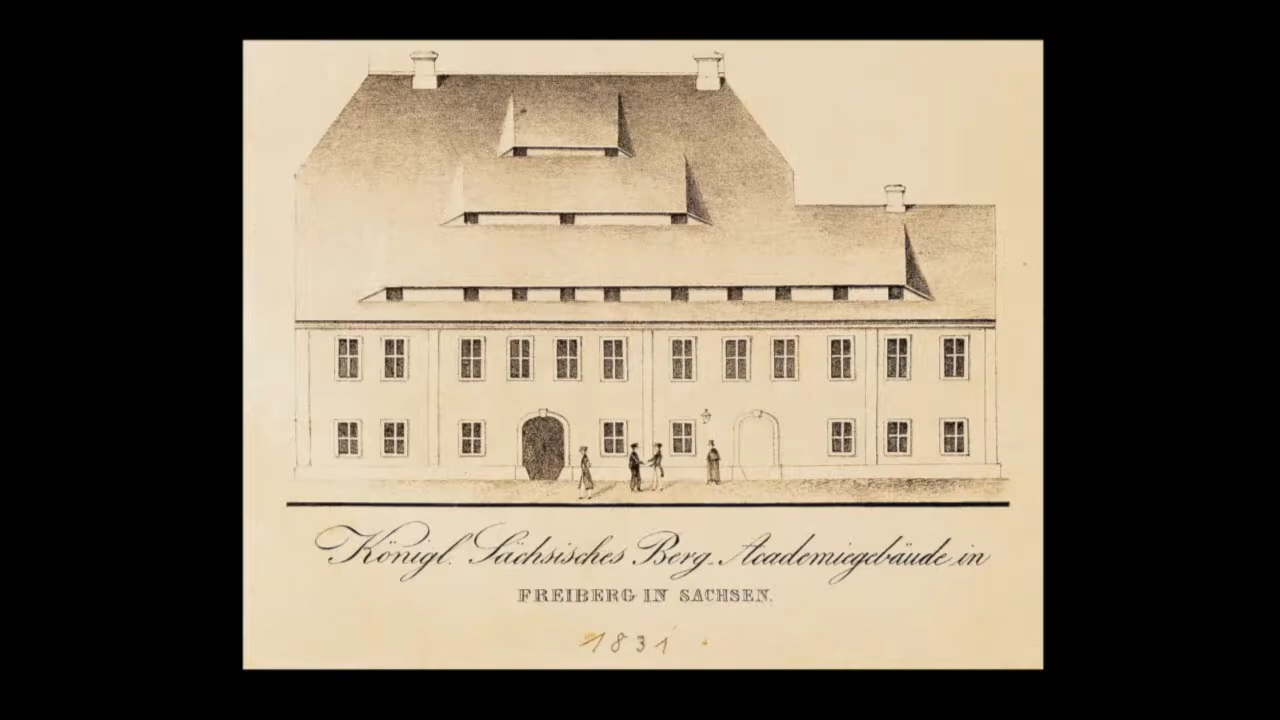 Königl. Sächsisches Berg-Academiegebäude in
FREIBERG IN SACHSEN.
1831